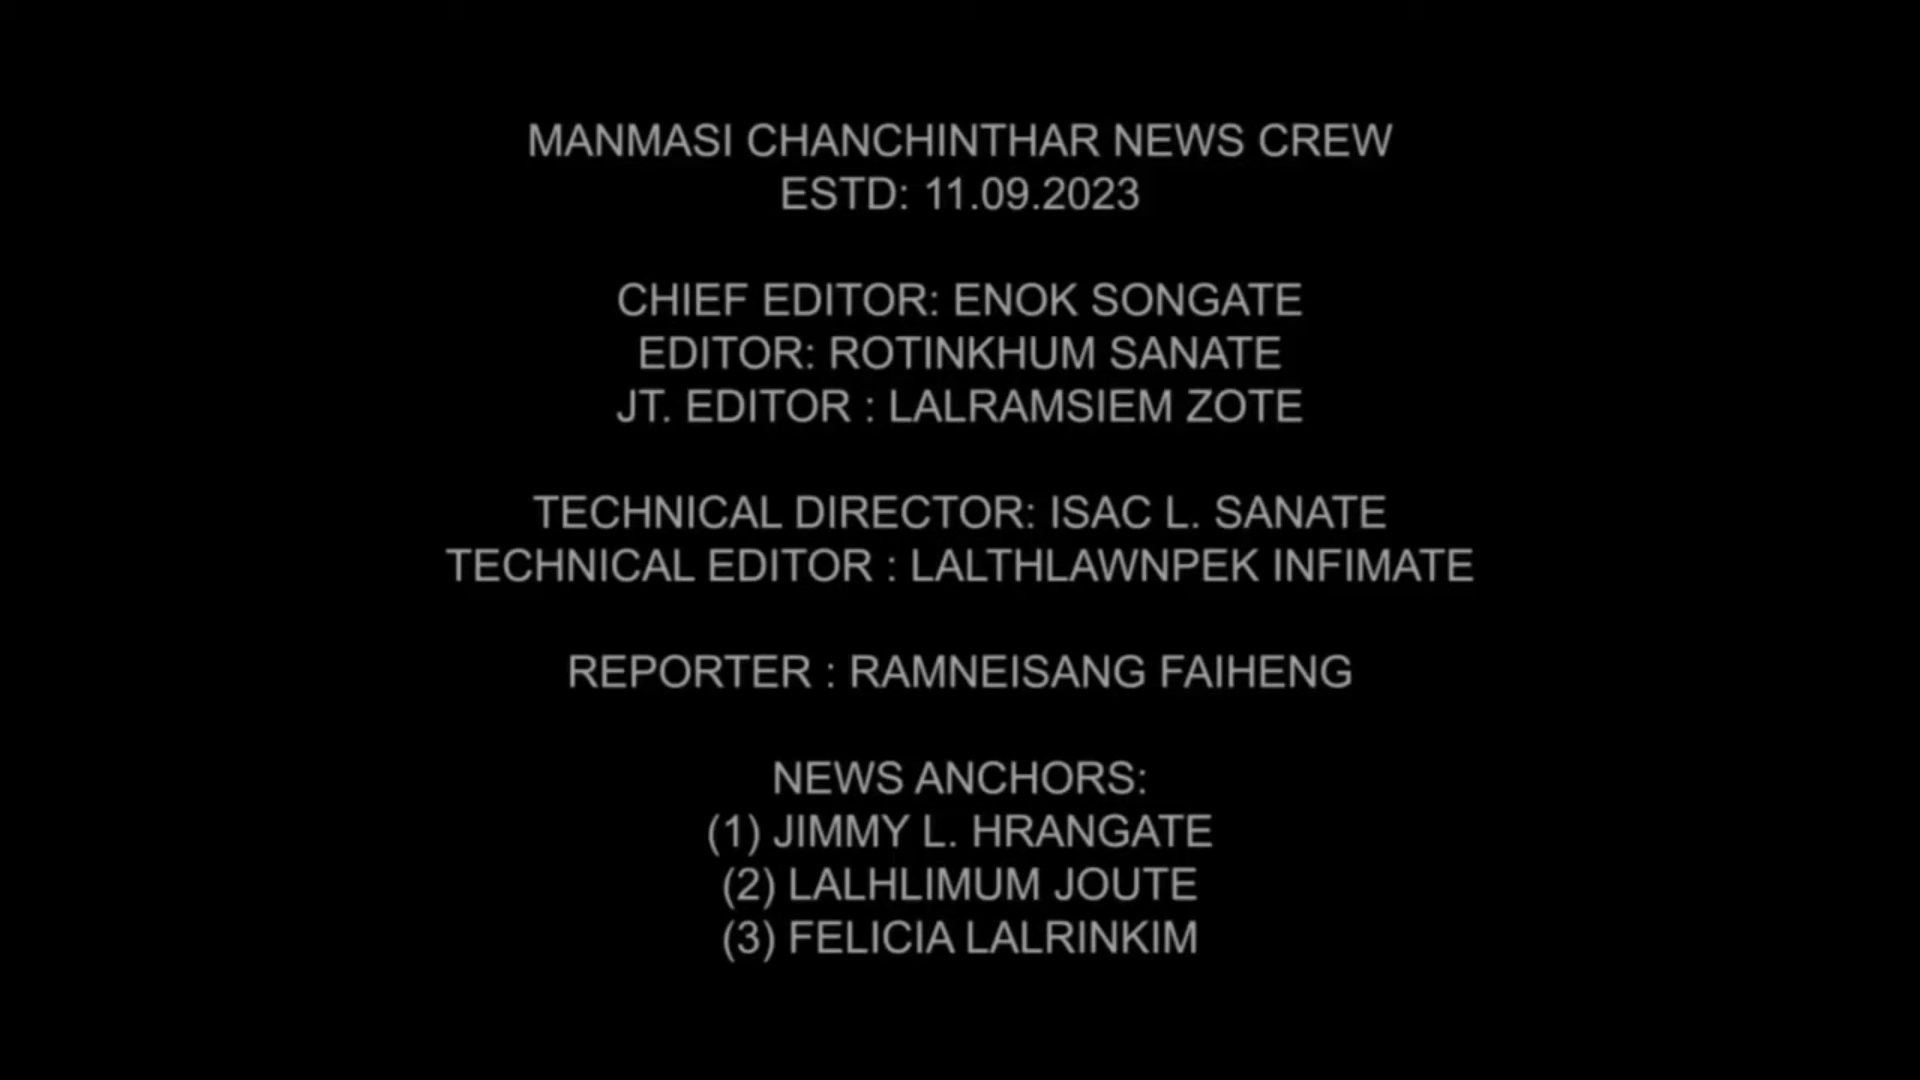 MANMASI CHANCHINTHAR NEWS CREW
ESTD: 11.09.2023
CHIEF EDITOR: ENOK SONGATE
EDITOR: ROTINKHUM SANATE
JT. EDITOR : LALRAMSIEM ZOTE
TECHNICAL DIRECTOR: ISAC L. SANATE
TECHNICAL EDITOR : LALTHLAWNPEK INFIMATE
REPORTER : RAMNEISANG FAIHENG
NEWS ANCHORS:
(1) JIMMY L. HRANGATE
(2) LALHLIMUM JOUTE
(3) FELICIA LALRINKIM